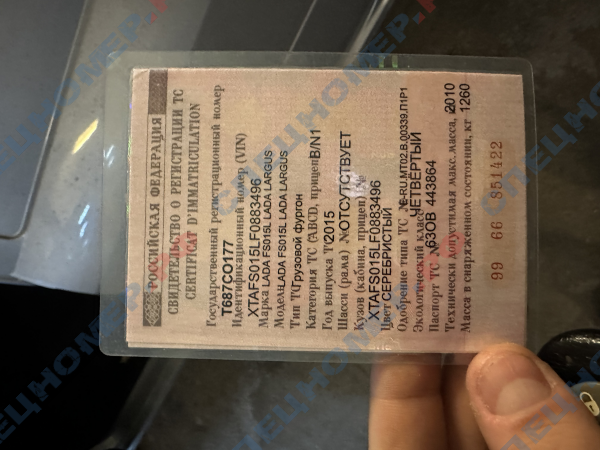 РОССИЙСКАЯ ФЕДЕРАЦИЯ
СВИДЕТЕЛЬСТВО О РЕГИСТРАЦИИ ТС
CERTIFICAT D'IMMATRICULATION
Государственный регистрационный номер
Т687СО177
Идентификационный номер (VIN)
XTAFS015LF0883496
Марка LADA FS015L LADA LARGUS
Модель LADA FS015L LADA LARGUS
Тип ТС Грузовой фургон
Категория ТС (ABCD, прицеп) B/N1
Год выпуска ТС 2015
Шасси (рама) № ОТСУТСТВУЕТ
Кузов (кабина, прицеп) №
XTAFS015LF0883496
Цвет СЕРЕБРИСТЫЙ
Одобрение типа ТС № E-RU.MT02.B.00339.П1Р1
Экологический класс ЧЕТВЕРТЫЙ
Паспорт ТС № 63ОВ 443864
Технически допустимая макс. масса, 2010
Масса в снаряженном состоянии, кг 1260
99 66 851422
СПЕЦНОМЕР.РФ